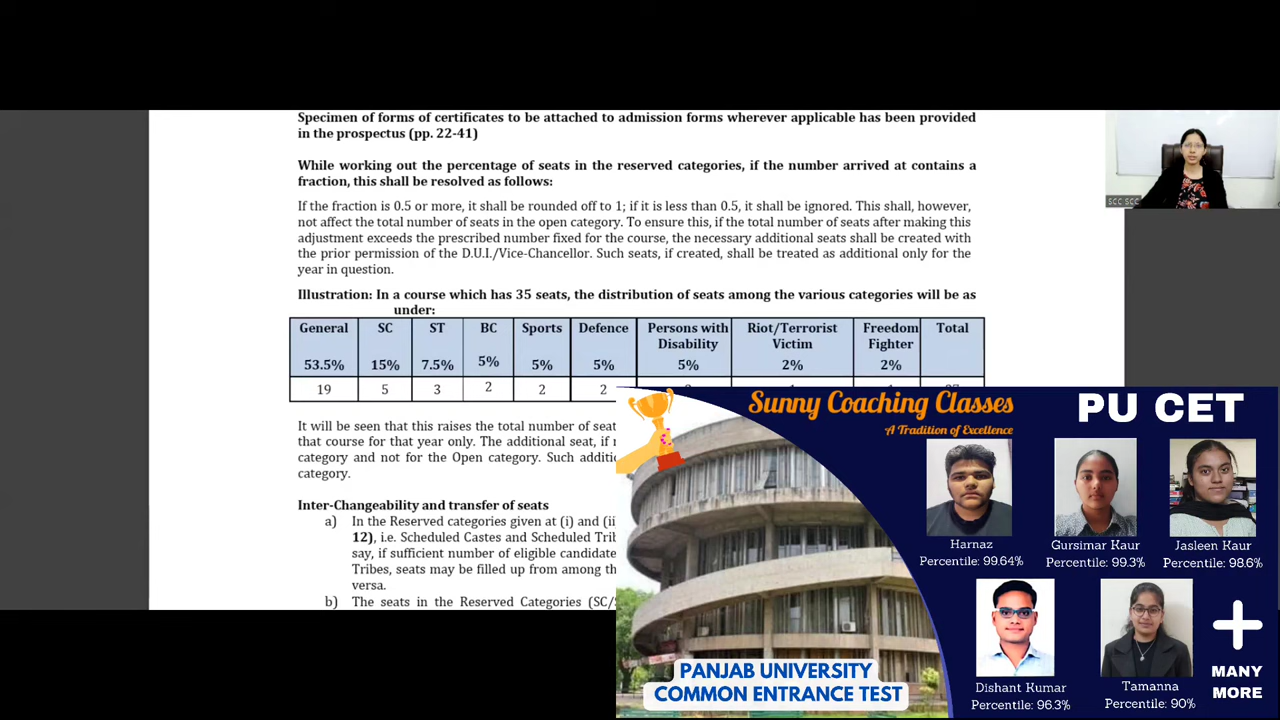 Specimen of forms of certificates to be attached to admission forms wherever applicable has been provided
in the prospectus (pp. 22-41)
While working out the percentage of seats in the reserved categories, if the number arrived at contains a
fraction, this shall be resolved as follows:
If the fraction is 0.5 or more, it shall be rounded off to 1; if it is less than 0.5, it shall be ignored. This shall, however,
not affect the total number of seats in the open category. To ensure this, if the total number of seats after making this
adjustment exceeds the prescribed number fixed for the course, the necessary additional seats shall be created with
the prior permission of the D.U.I./Vice-Chancellor. Such seats, if created, shall be treated as additional only for the
year in question.
Illustration: In a course which has 35 seats, the distribution of seats among the various categories will be as
under:
General SC ST BC Sports Defence Persons with Disability Riot/Terrorist Victim Freedom Fighter Total
53.5% 15% 7.5% 5% 5% 5% 5% 2% 2%
19 5 3 2 2 2
It will be seen that this raises the total number of seat
that course for that year only. The additional seat, if
category and not for the Open category. Such
category.
Inter-Changeability and transfer of seats
a) In the Reserved categories given at (i) and
12), i.e. Scheduled Castes and Scheduled
say, if sufficient number of eligible candidate
Tribes, seats may be filled up from among
versa.
b) The seats in the Reserved Categories
SCC SCC
Sunny Coaching Classes
A Tradition of Excellence
PU CET
Harnaz
Percentile: 99.64%
Gursimar Kaur
Percentile: 99.3%
Jasleen Kaur
Percentile: 98.6%
Dishant Kumar
Percentile: 96.3%
Tamanna
Percentile: 90%
+
MANY
MORE
PANJAB UNIVERSITY
COMMON ENTRANCE TEST